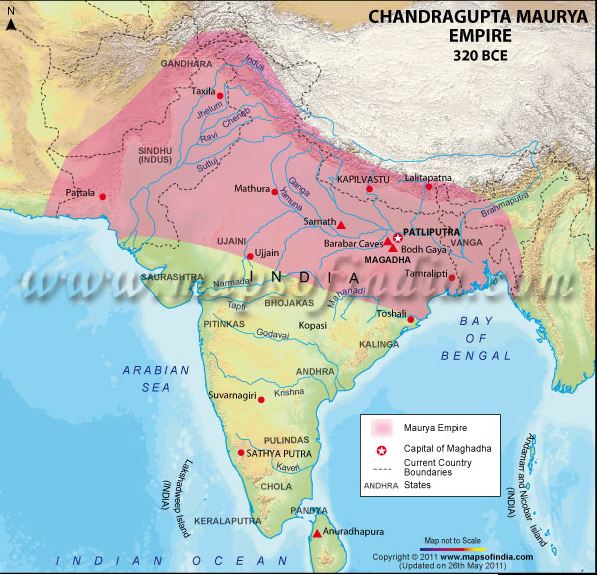 N
CHANDRAGUPTA MAURYA
EMPIRE
320 BCE
GANDHARA
Indus
Taxila
Jhelum
Chenab
Ravi
SINDHU
(INDUS)
Sutluj
Pattala
Mathura
Ganga
Yamuna
KAPILVASTU
Lalitapatna
Brahmaputra
Sarnath
PATLIPUTRA
UJAINI
Barabar Caves
VANGA
Ujjain
Bodh Gaya
MAGADHA
SAURASHTRA
INDIA
Tamralipti
Narmada
www.mapsofindia.com
Tapti
BHOJAKAS
Mahanadi
PITINKAS
Kopasi
Toshali
Godavai
KALINGA
BAY
OF
BENGAL
ARABIAN
SEA
ANDHRA
Suvarnagiri
Krishna
PULINDAS
SATHYA PUTRA
Kaveri
CHOLA
Lakshadweep Island
(INDIA)
KERALAPUTRA
PANDYA
Anuradhapura
Andaman and Nicobar Island
(INDIA)
Maurya Empire
Capital of Maghadha
Current Country
Boundaries
ANDHRA States
INDIAN OCEAN
Map not to Scale
Copyright © 2011 www.mapsofindia.com
(Updated on 26th May 2011)